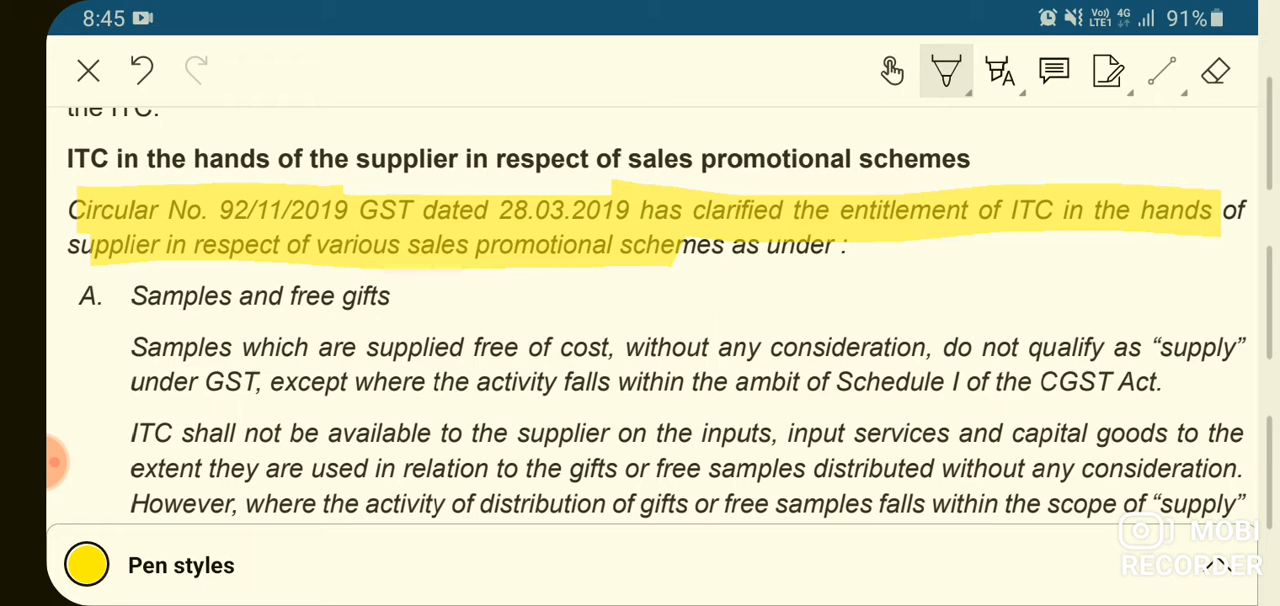 8:45
Vo)) 4G
LTE1
91%
the ITC.
ITC in the hands of the supplier in respect of sales promotional schemes
Circular No. 92/11/2019 GST dated 28.03.2019 has clarified the entitlement of ITC in the hands of
supplier in respect of various sales promotional schemes as under :
A. Samples and free gifts
Samples which are supplied free of cost, without any consideration, do not qualify as “supply”
under GST, except where the activity falls within the ambit of Schedule I of the CGST Act.
ITC shall not be available to the supplier on the inputs, input services and capital goods to the
extent they are used in relation to the gifts or free samples distributed without any consideration.
However, where the activity of distribution of gifts or free samples falls within the scope of “supply”
Pen styles
MOBI
RECORDER